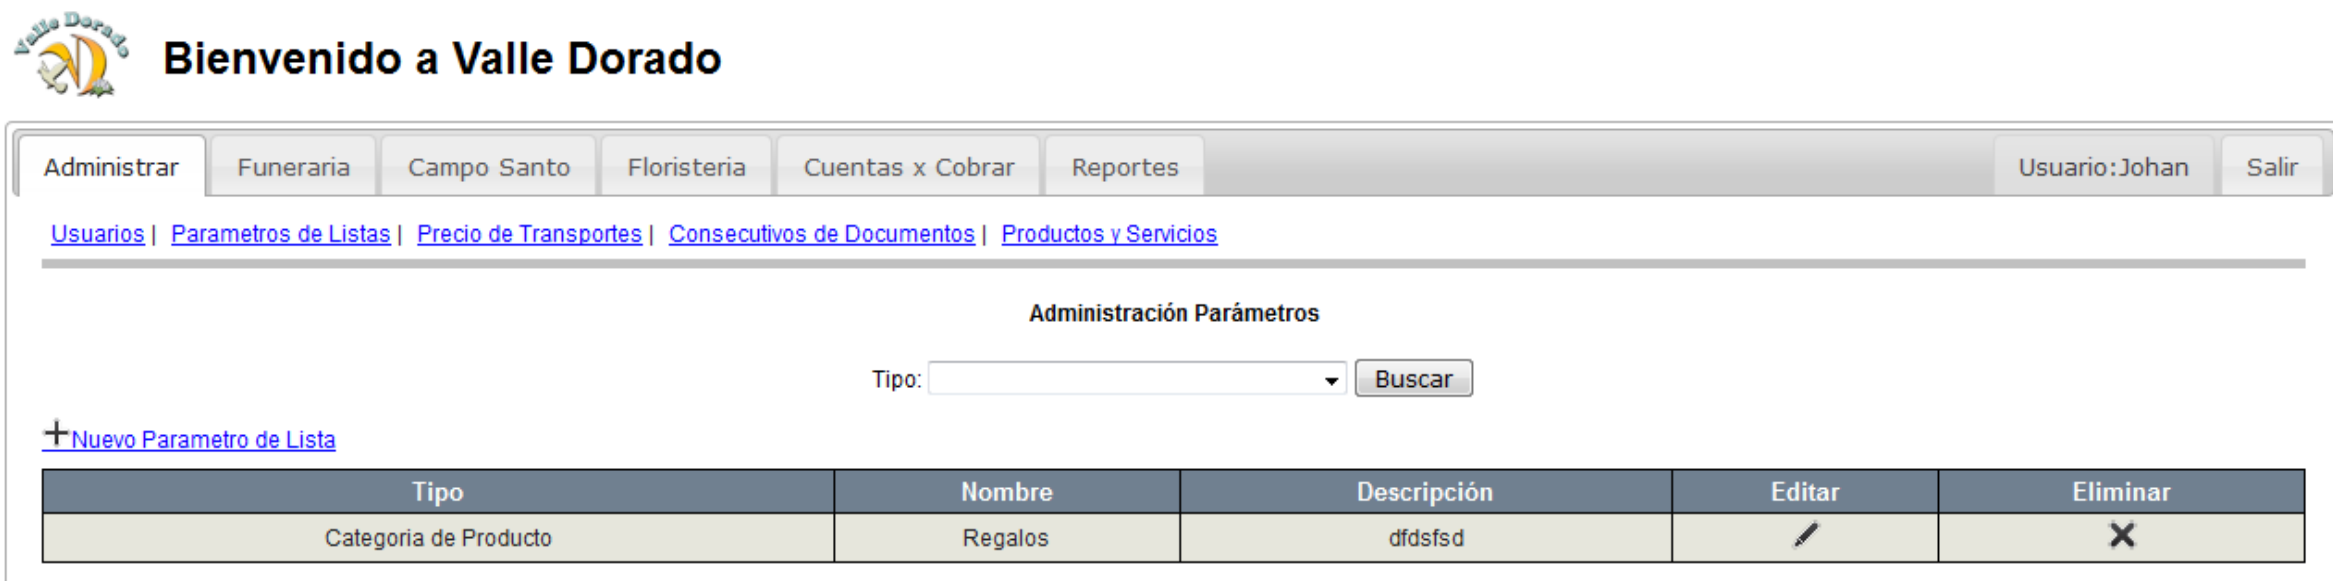 Valle Dorado
Bienvenido a Valle Dorado
Administrar Funeraria Campo Santo Floristeria Cuentas x Cobrar Reportes Usuario:Johan Salir
Usuarios | Parametros de Listas | Precio de Transportes | Consecutivos de Documentos | Productos y Servicios
Administración Parámetros
Tipo: Buscar
Nuevo Parametro de Lista
Tipo Nombre Descripción Editar Eliminar
Categoria de Producto Regalos dfdsfsd